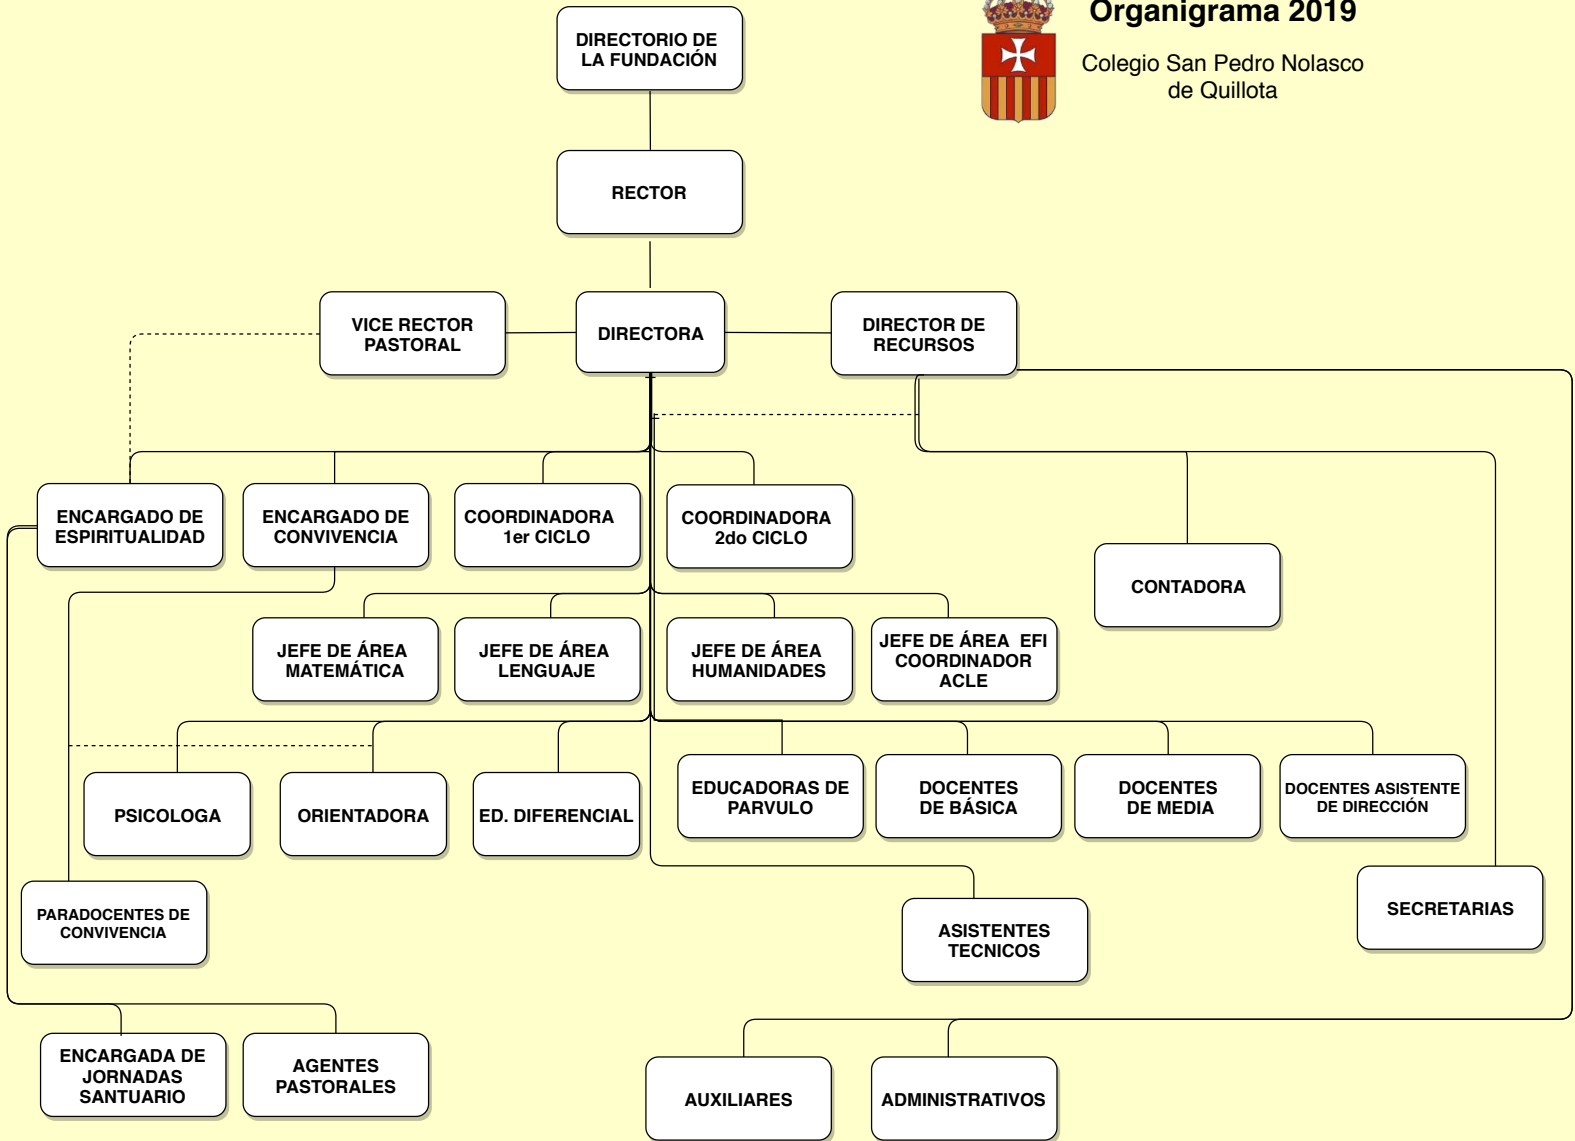 Organigrama 2019
Colegio San Pedro Nolasco
de Quillota
DIRECTORIO DE
LA FUNDACIÓN
RECTOR
VICE RECTOR
PASTORAL
DIRECTORA
DIRECTOR DE
RECURSOS
ENCARGADO DE
ESPIRITUALIDAD
ENCARGADO DE
CONVIVENCIA
COORDINADORA
1er CICLO
COORDINADORA
2do CICLO
CONTADORA
JEFE DE ÁREA
MATEMÁTICA
JEFE DE ÁREA
LENGUAJE
JEFE DE ÁREA
HUMANIDADES
JEFE DE ÁREA EFI
COORDINADOR
ACLE
PSICOLOGA
ORIENTADORA
ED. DIFERENCIAL
EDUCADORAS DE
PARVULO
DOCENTES
DE BÁSICA
DOCENTES
DE MEDIA
DOCENTES ASISTENTE
DE DIRECCIÓN
PARADOCENTES DE
CONVIVENCIA
ASISTENTES
TECNICOS
SECRETARIAS
ENCARGADA DE
JORNADAS
SANTUARIO
AGENTES
PASTORALES
AUXILIARES
ADMINISTRATIVOS